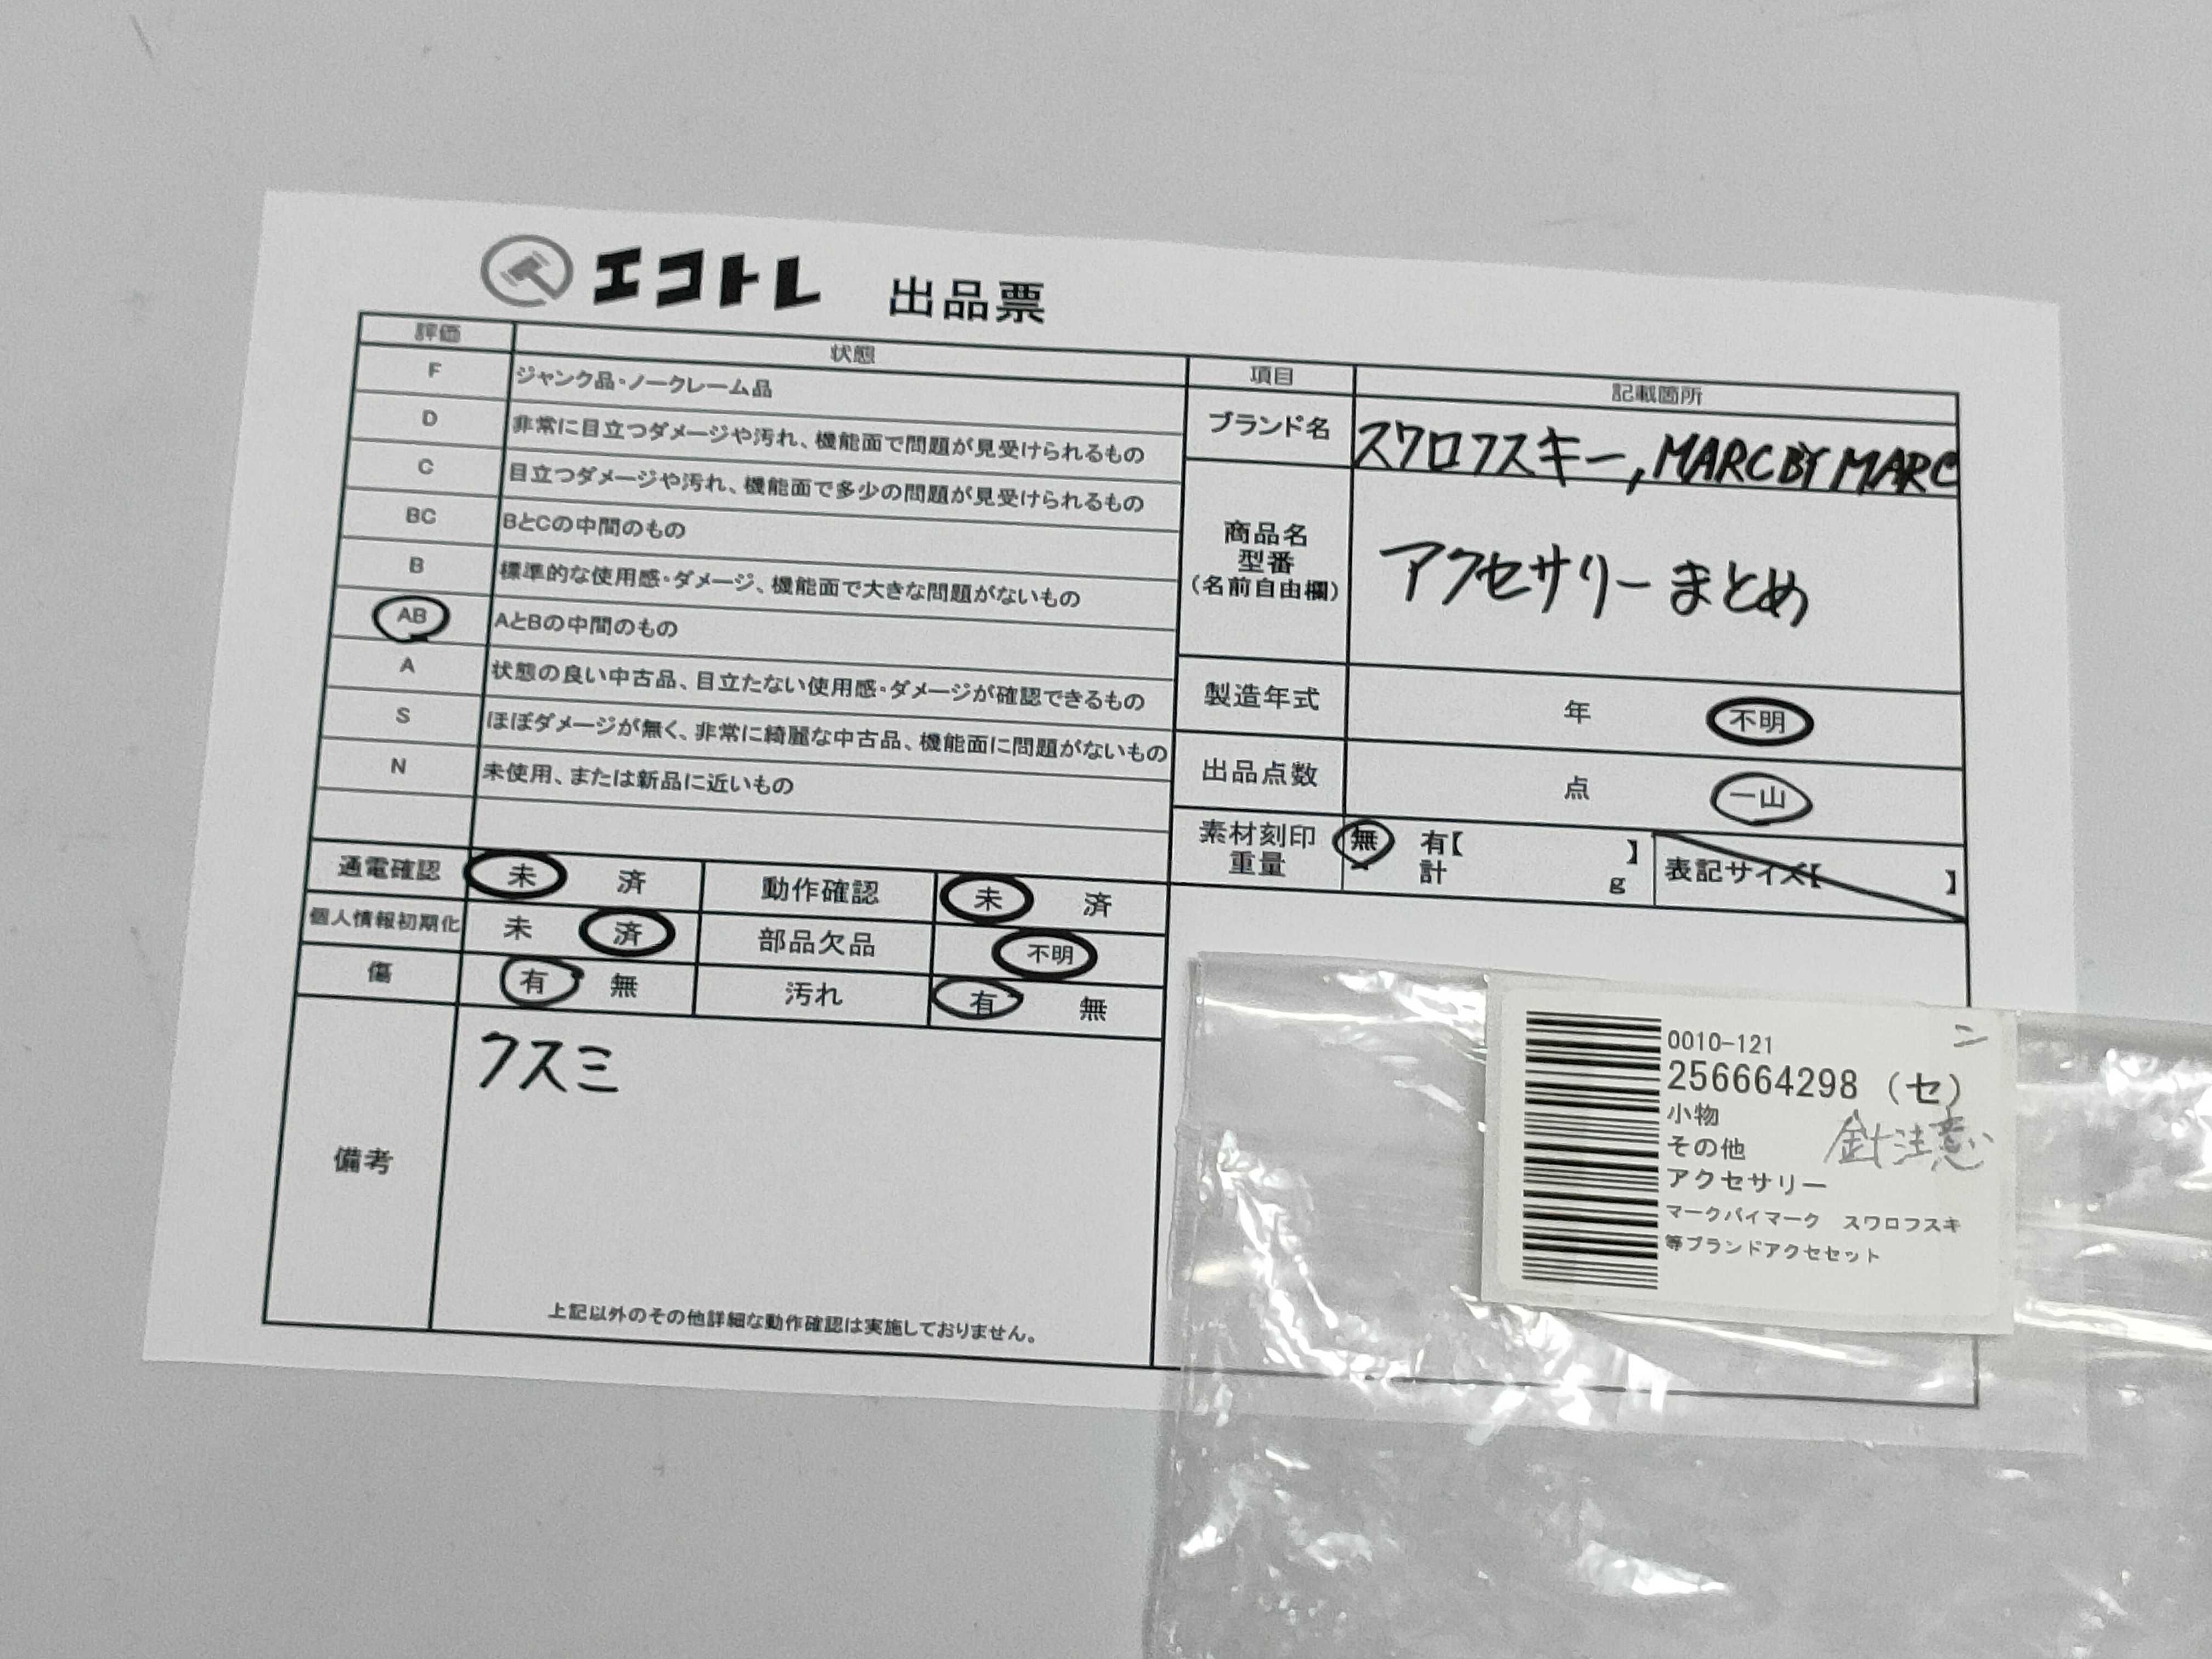 エコトレ 出品票
評価 状態
F ジャンク品・ノークレーム品
D 非常に目立つダメージや汚れ、機能面で問題が見受けられるもの
C 目立つダメージや汚れ、機能面で多少の問題が見受けられるもの
BC BとCの中間のもの
B 標準的な使用感・ダメージ、機能面で大きな問題がないもの
AB AとBの中間のもの
A 状態の良い中古品、目立たない使用感・ダメージが確認できるもの
S ほぼダメージが無く、非常に綺麗な中古品、機能面に問題がないもの
N 未使用、または新品に近いもの
項目 記載箇所
ブランド名 スワロフスキー, MARC BY MARC
商品名
型番
(名前自由欄)
アクセサリーまとめ
製造年式 年 不明
出品点数 点 一山
素材刻印 無 有【 】
重量 計 g
表記サイズ【 】
通電確認 未 済 動作確認 未 済
個人情報初期化 未 済 部品欠品 不明
傷 有 無 汚れ 有 無
備考
クスミ
上記以外のその他詳細な動作確認は実施しておりません。
0010-121 ニ
256664298 (セ)
小物
その他 針注意
アクセサリー
マークバイマーク スワロフスキ
等ブランドアクセセット